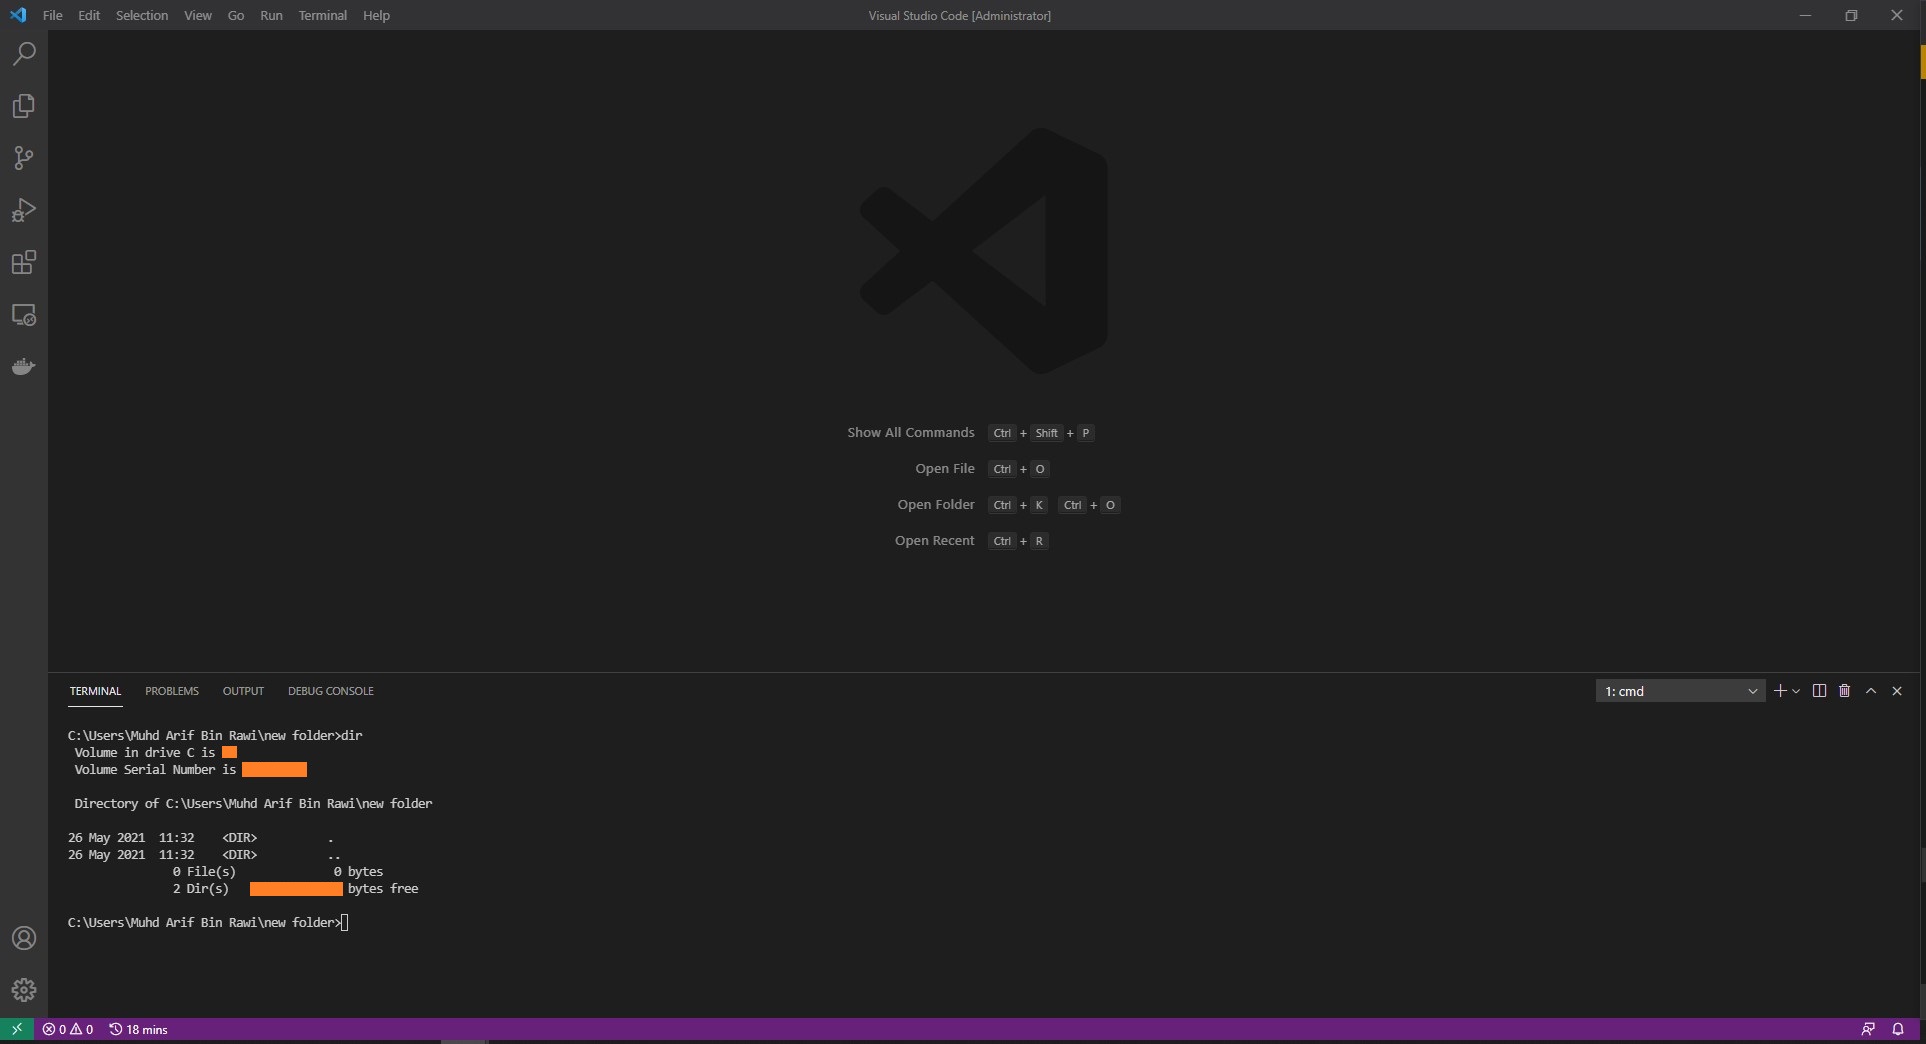 File Edit Selection View Go Run Terminal Help
Visual Studio Code [Administrator]
Show All Commands Ctrl + Shift + P
Open File Ctrl + O
Open Folder Ctrl + K Ctrl + O
Open Recent Ctrl + R
TERMINAL PROBLEMS OUTPUT DEBUG CONSOLE
1: cmd
C:\Users\Muhd Arif Bin Rawi\new folder>dir
Volume in drive C is
Volume Serial Number is
Directory of C:\Users\Muhd Arif Bin Rawi\new folder
26 May 2021 11:32 <DIR> .
26 May 2021 11:32 <DIR> ..
0 File(s) 0 bytes
2 Dir(s) bytes free
C:\Users\Muhd Arif Bin Rawi\new folder>
0 0 18 mins